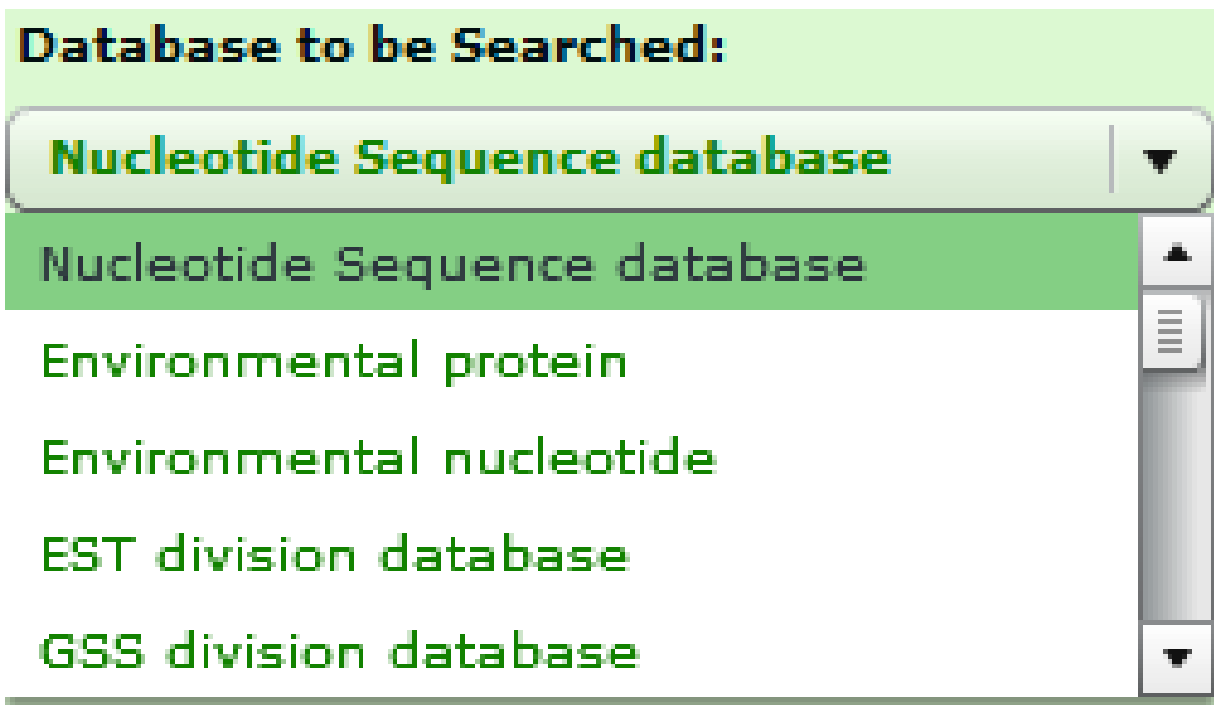 Database to be Searched:
Nucleotide Sequence database
Nucleotide Sequence database
Environmental protein
Environmental nucleotide
EST division database
GSS division database